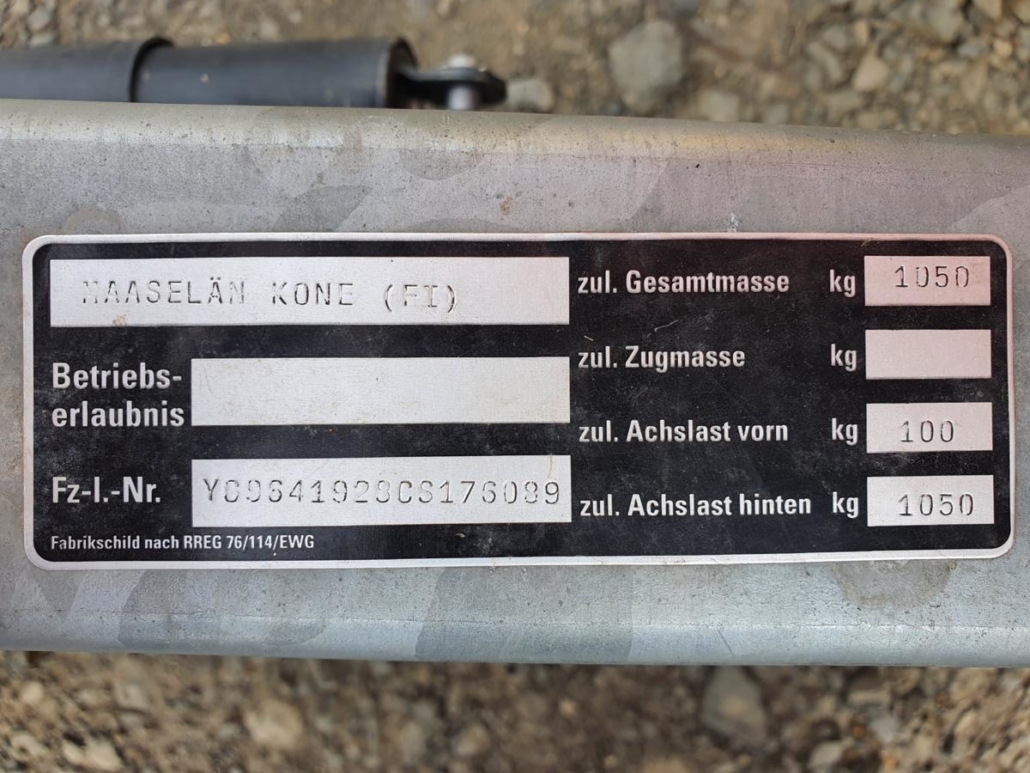 MAASELÄN KONE (FI)
Betriebs-
erlaubnis
Fz-I.-Nr.
Fabrikschild nach RREG 76/114/EWG
zul. Gesamtmasse kg 1050
zul. Zugmasse kg
zul. Achslast vorn kg 100
zul. Achslast hinten kg 1050